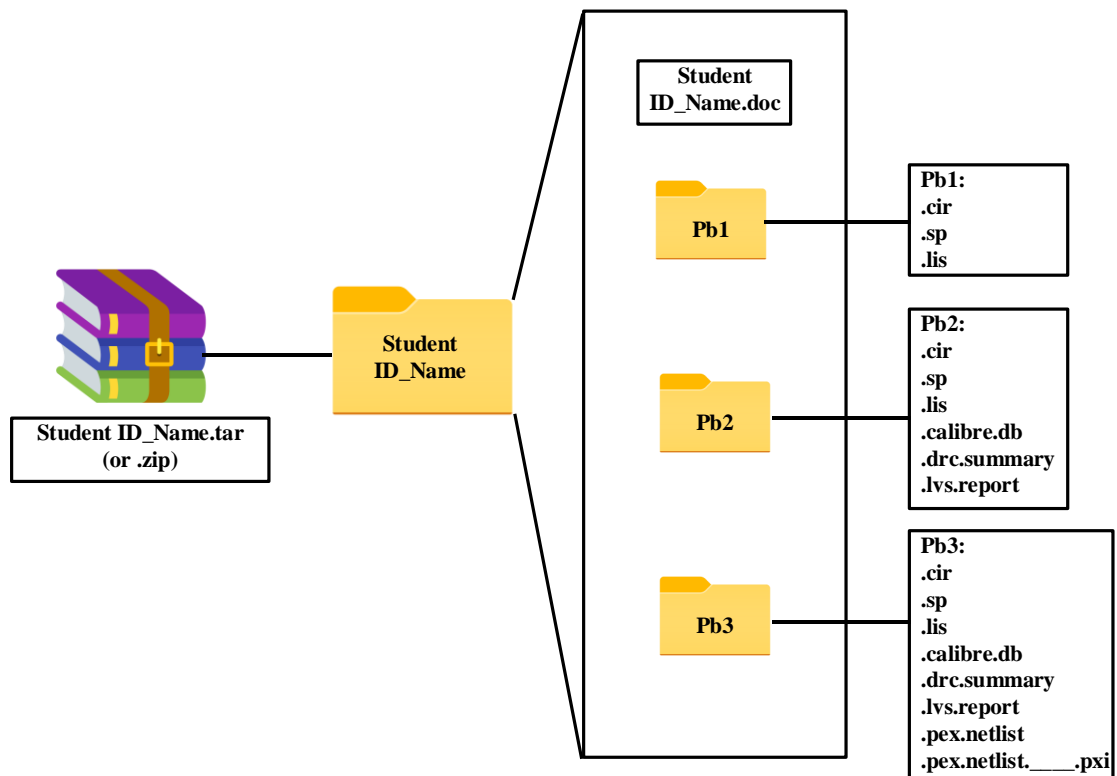 Student ID_Name.tar
(or .zip)
Student
ID_Name
Student
ID_Name.doc
Pb1
Pb1:
.cir
.sp
.lis
Pb2
Pb2:
.cir
.sp
.lis
.calibre.db
.drc.summary
.lvs.report
Pb3
Pb3:
.cir
.sp
.lis
.calibre.db
.drc.summary
.lvs.report
.pex.netlist
.pex.netlist.____.pxi